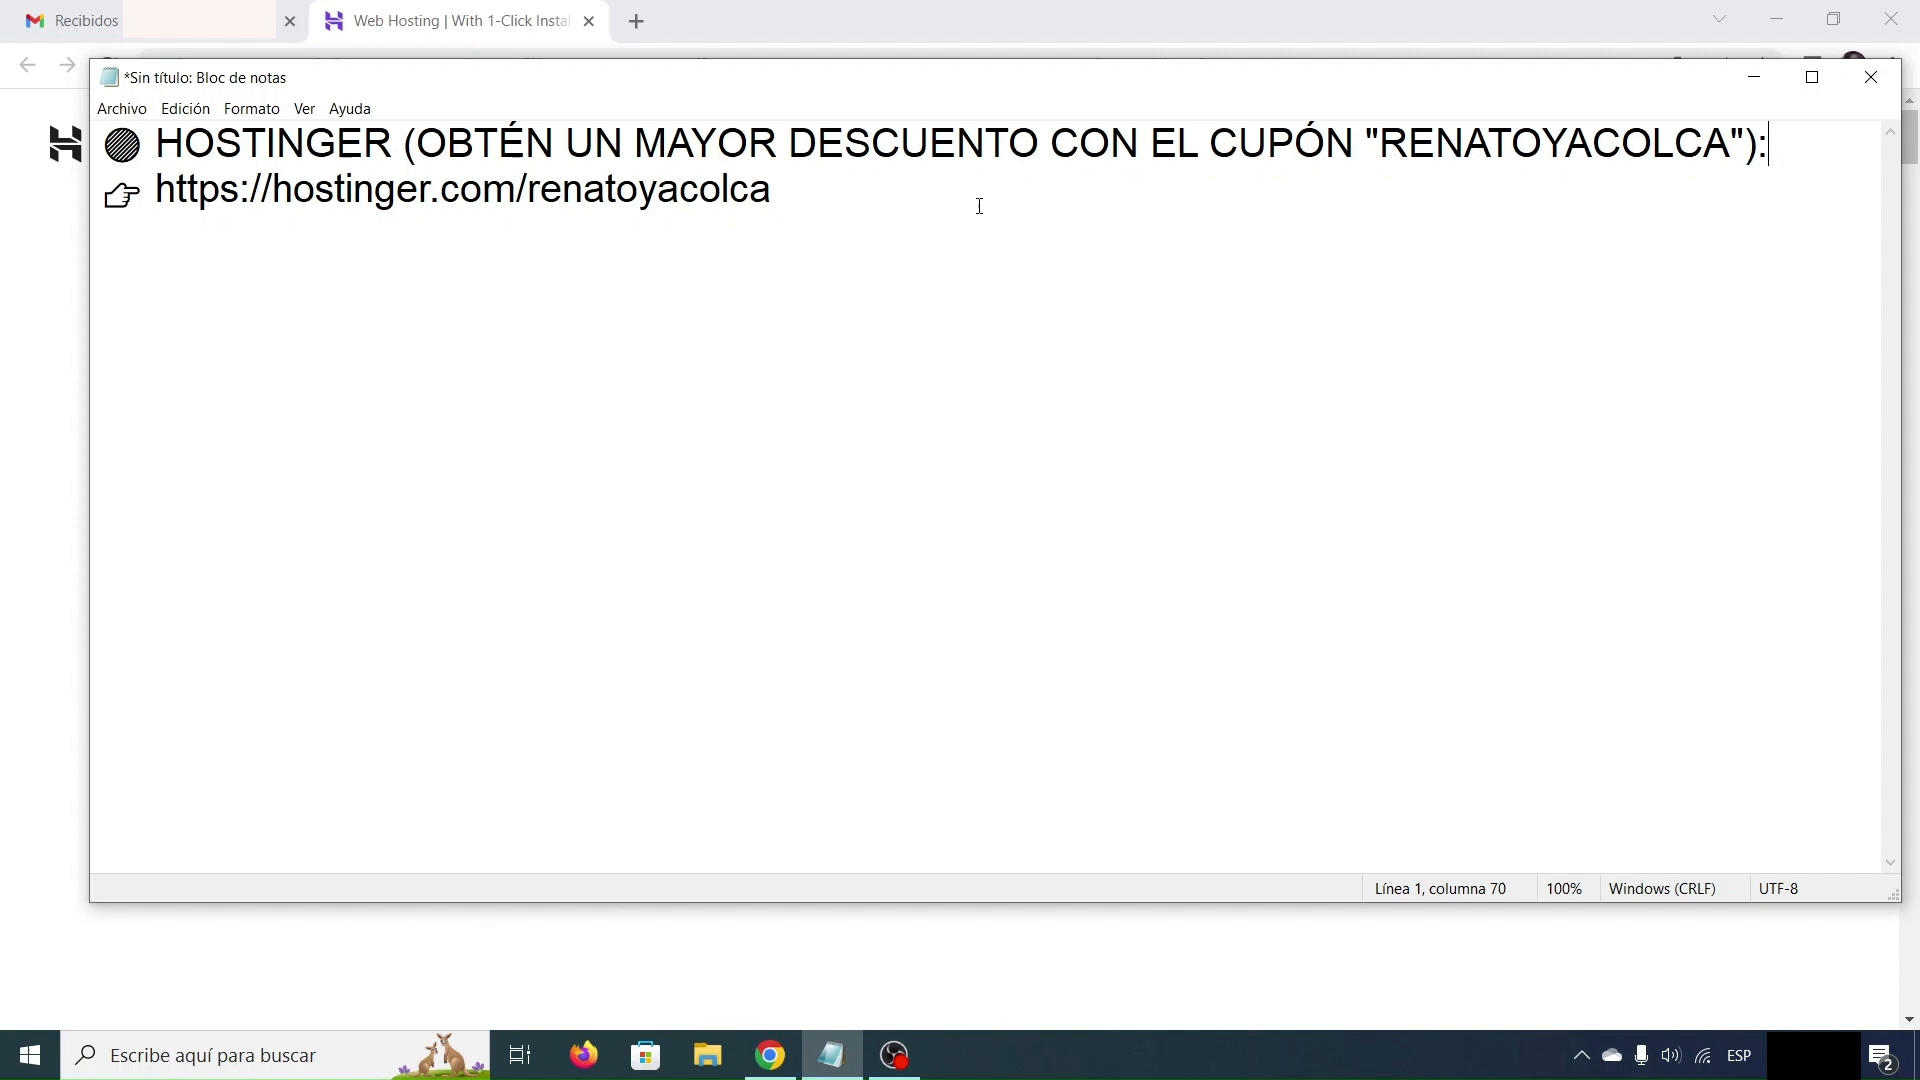 Recibidos
Web Hosting | With 1-Click Insta
*Sin título: Bloc de notas
Archivo Edición Formato Ver Ayuda
HOSTINGER (OBTÉN UN MAYOR DESCUENTO CON EL CUPÓN "RENATOYACOLCA"):
👉 https://hostinger.com/renatoyacolca
Línea 1, columna 70 100% Windows (CRLF) UTF-8
Escribe aquí para buscar
ESP
2